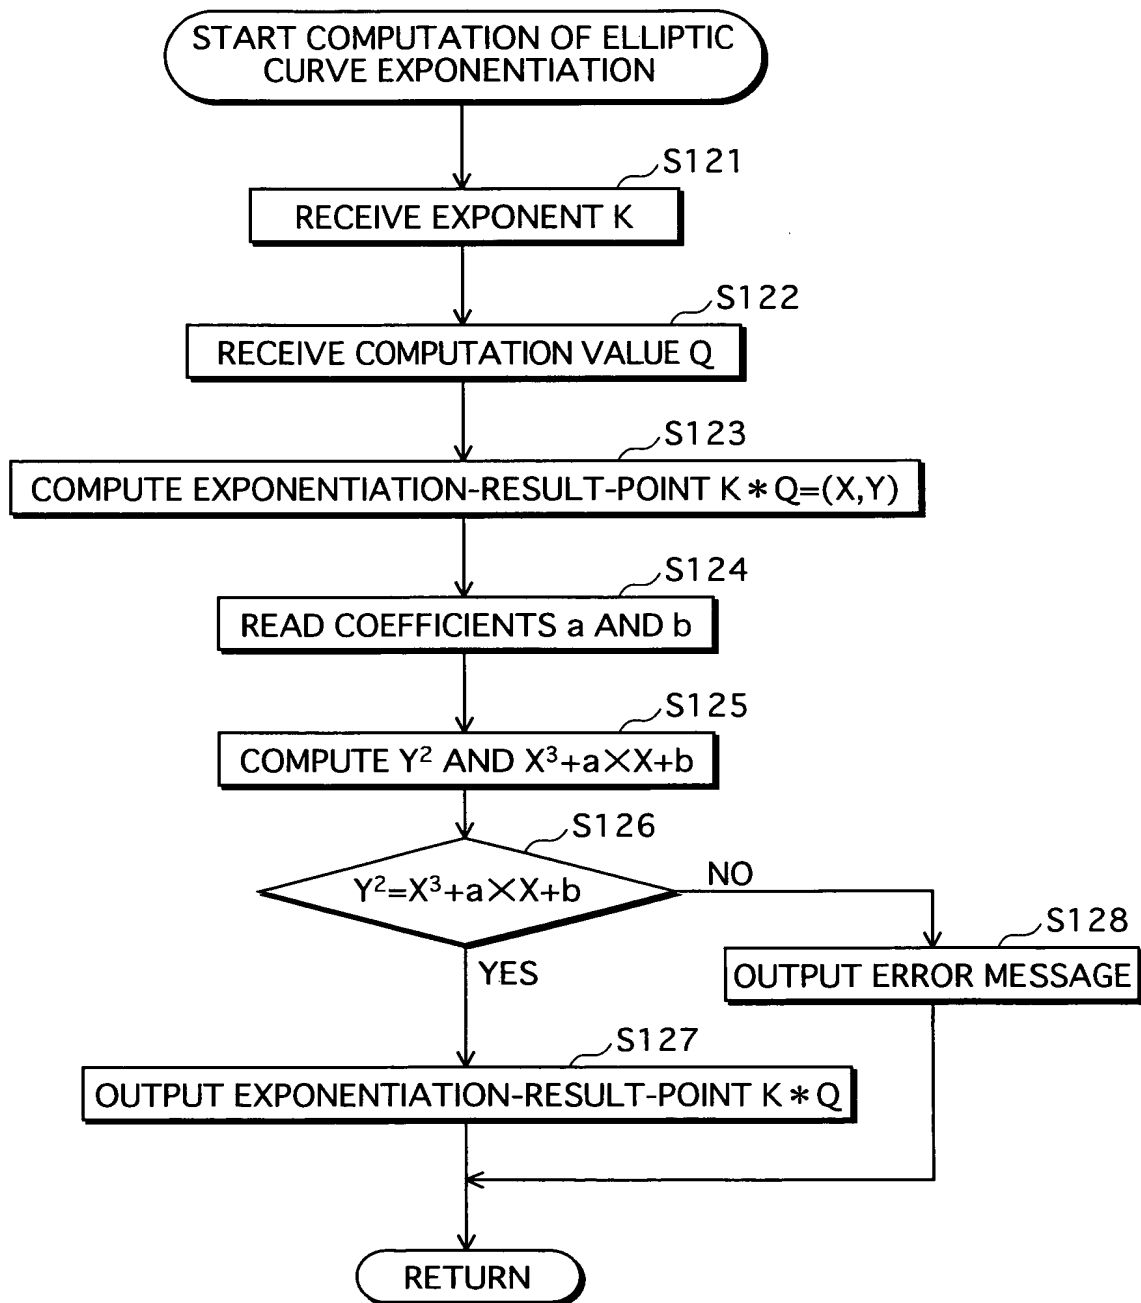 START COMPUTATION OF ELLIPTIC
CURVE EXPONENTIATION
S121
RECEIVE EXPONENT K
S122
RECEIVE COMPUTATION VALUE Q
S123
COMPUTE EXPONENTIATION-RESULT-POINT K＊Q=(X,Y)
S124
READ COEFFICIENTS a AND b
S125
COMPUTE Y² AND X³+a×X+b
S126
Y²=X³+a×X+b
NO
YES
S128
OUTPUT ERROR MESSAGE
S127
OUTPUT EXPONENTIATION-RESULT-POINT K＊Q
RETURN